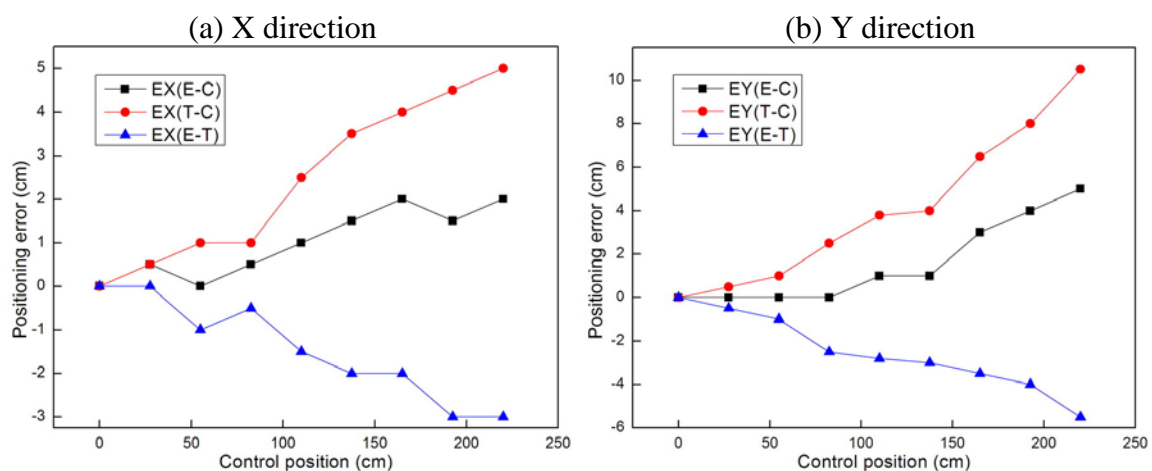 (a) X direction
5
4
3
2
1
0
-1
-2
-3
EX(E-C)
EX(T-C)
EX(E-T)
Positioning error (cm)
0 50 100 150 200 250
Control position (cm)
(b) Y direction
10
8
6
4
2
0
-2
-4
-6
EY(E-C)
EY(T-C)
EY(E-T)
Positioning error (cm)
0 50 100 150 200 250
Control position (cm)